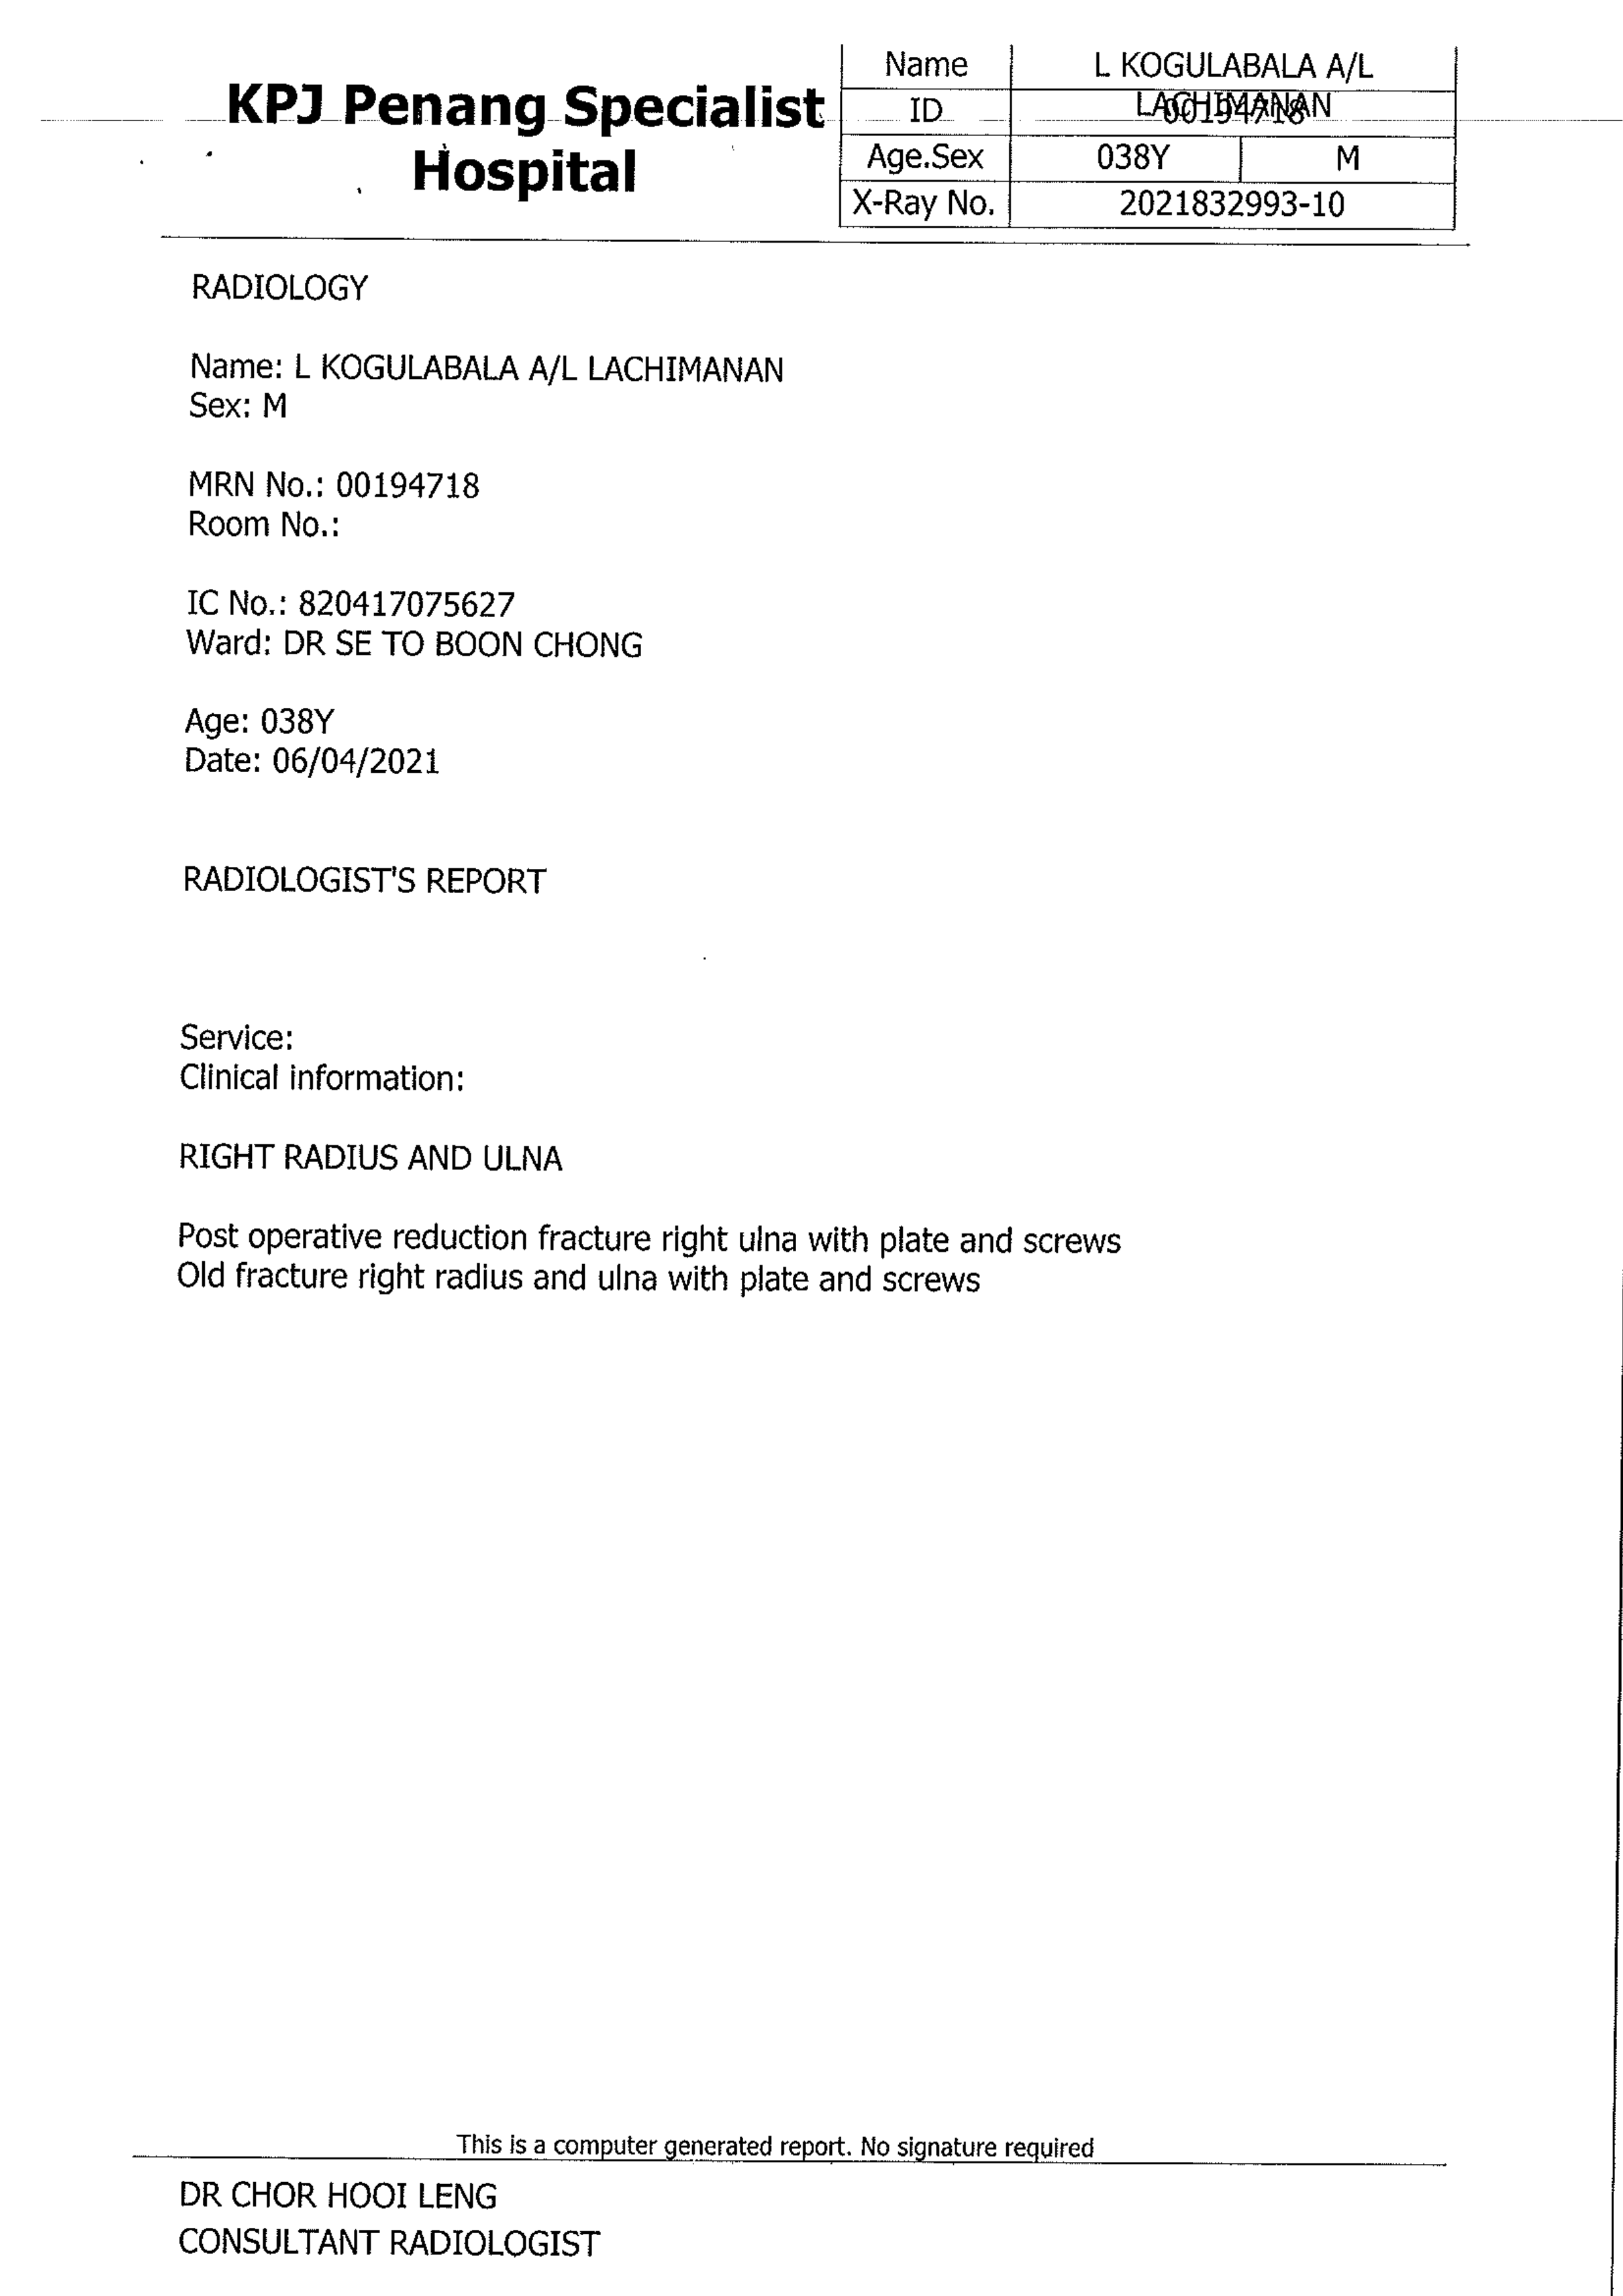 KPJ Penang Specialist
Hospital
Name L KOGULABALA A/L
LACHIMANAN
ID 00194718
Age.Sex 038Y M
X-Ray No. 2021832993-10
RADIOLOGY
Name: L KOGULABALA A/L LACHIMANAN
Sex: M
MRN No.: 00194718
Room No.:
IC No.: 820417075627
Ward: DR SE TO BOON CHONG
Age: 038Y
Date: 06/04/2021
RADIOLOGIST'S REPORT
Service:
Clinical information:
RIGHT RADIUS AND ULNA
Post operative reduction fracture right ulna with plate and screws
Old fracture right radius and ulna with plate and screws
This is a computer generated report. No signature required
DR CHOR HOOI LENG
CONSULTANT RADIOLOGIST